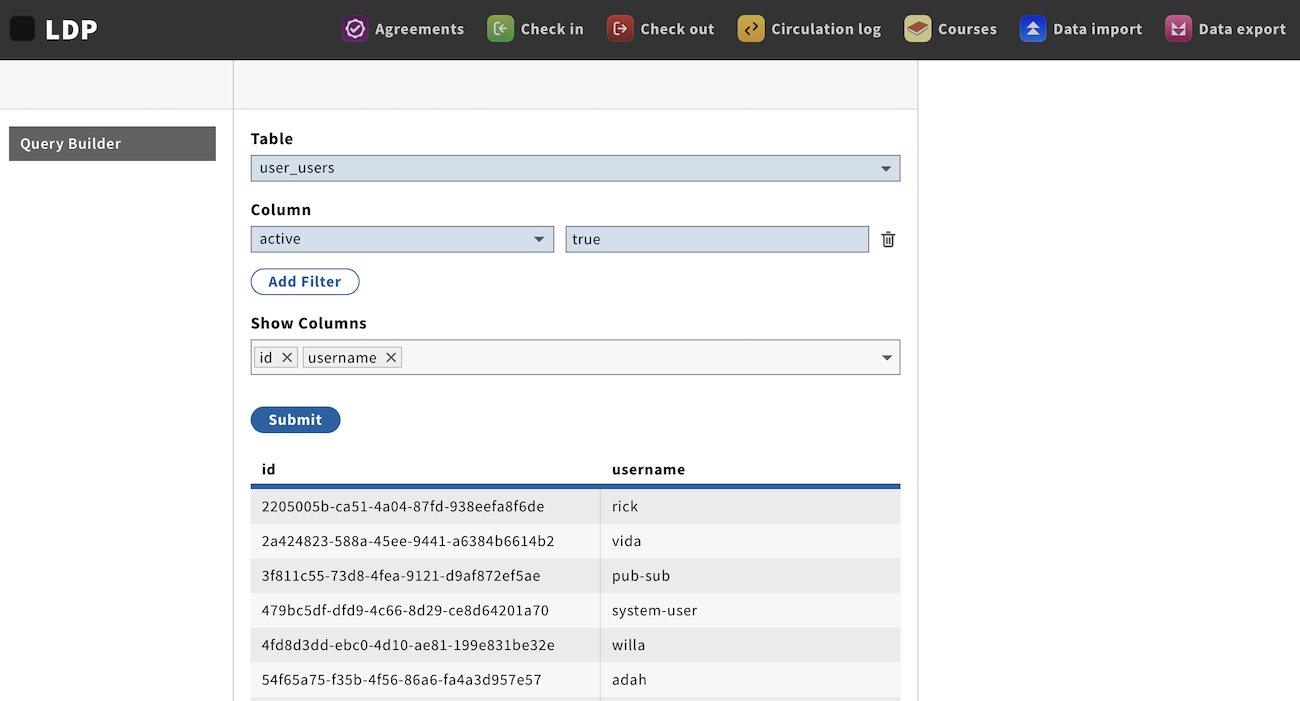 LDP
Agreements Check in Check out Circulation log Courses Data import Data export
Query Builder
Table
user_users
Column
active true
Add Filter
Show Columns
id username
Submit
id username
2205005b-ca51-4a04-87fd-938eefa8f6de rick
2a424823-588a-45ee-9441-a6384b6614b2 vida
3f811c55-73d8-4fea-9121-d9af872ef5ae pub-sub
479bc5df-dfd9-4c66-8d29-ce8d64201a70 system-user
4fd8d3dd-ebc0-4d10-ae81-199e831be32e willa
54f65a75-f35b-4f56-86a6-fa4a3d957e57 adah